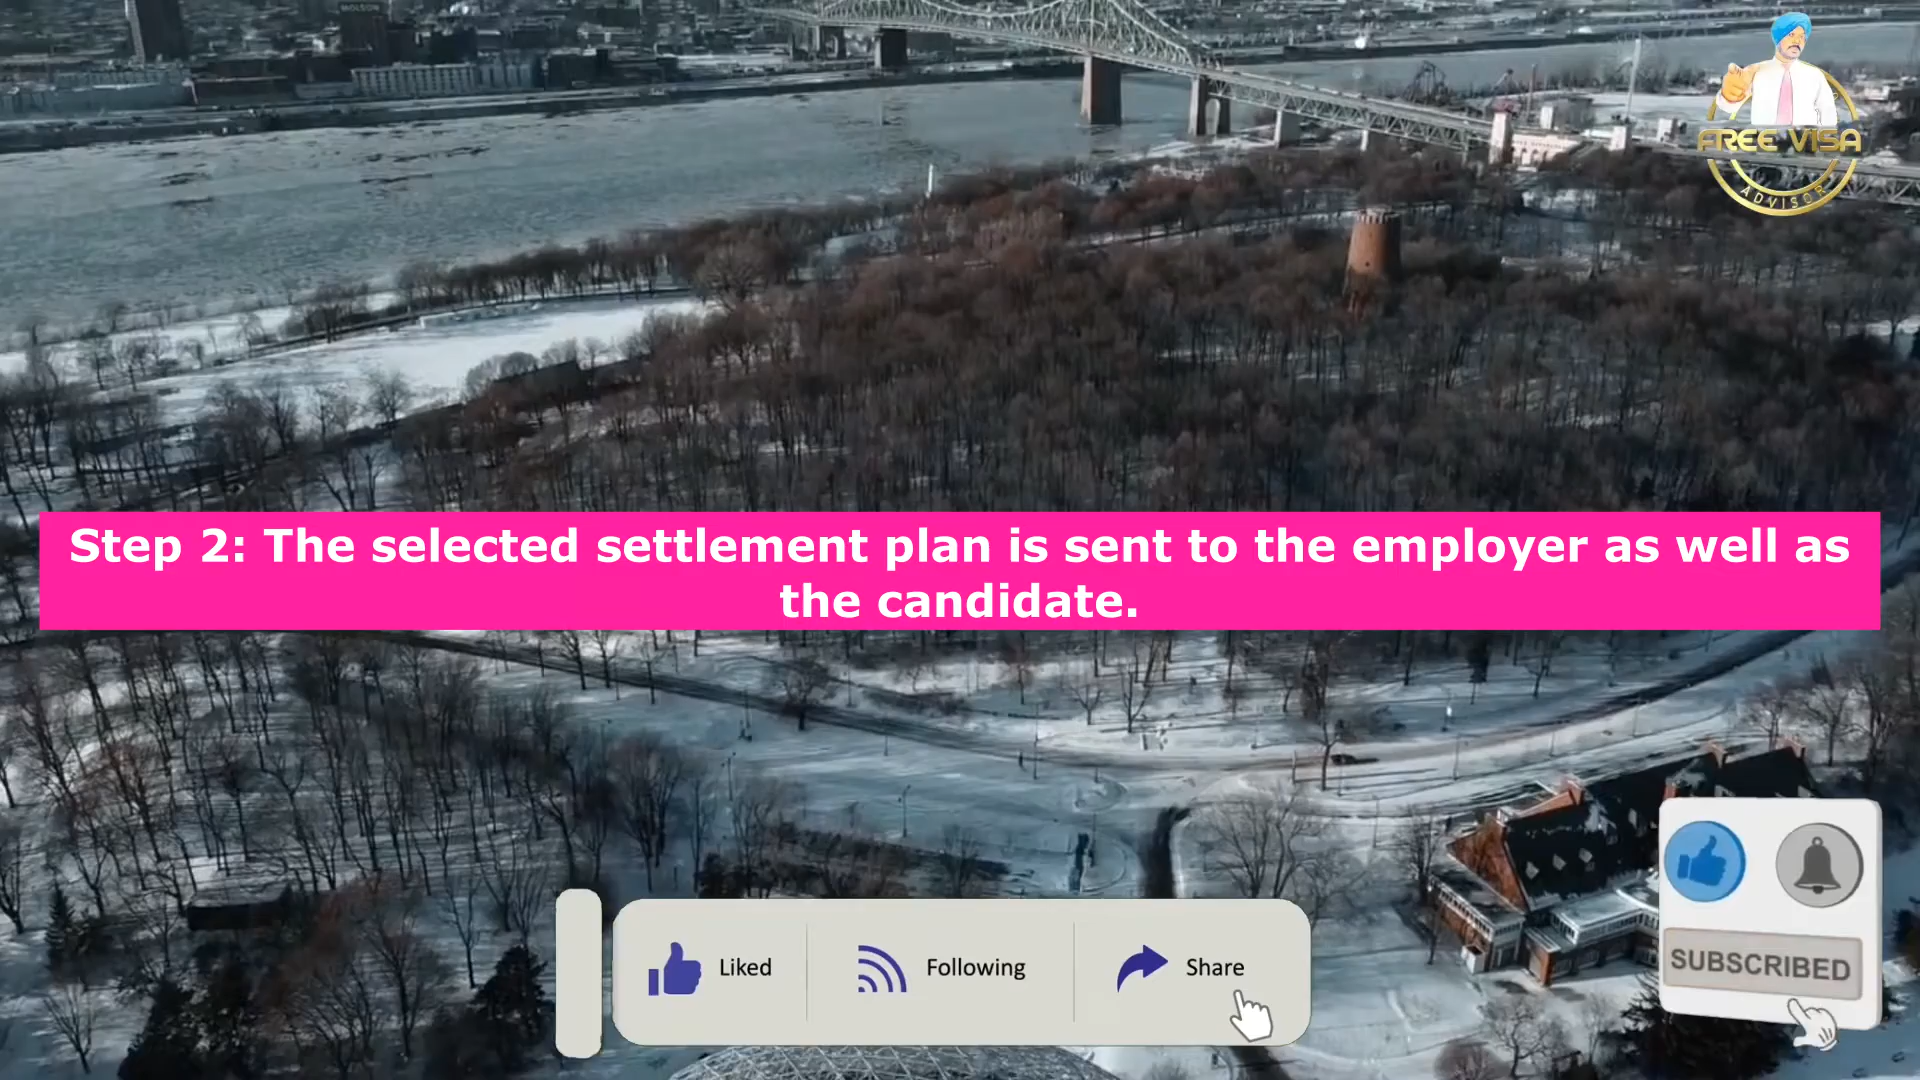 MOLSON
FREE VISA
ADVISOR
Step 2: The selected settlement plan is sent to the employer as well as
the candidate.
Liked
Following
Share
SUBSCRIBED